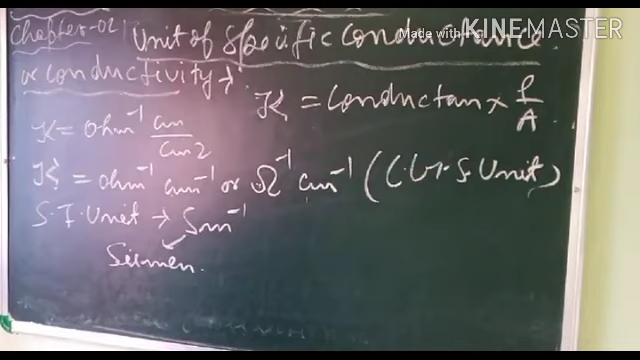 Made with KINEMASTER
Chapter-02
Unit of Specific Conductance
or conductivity →
K = Conductan × l/A
K = ohm⁻¹ cm/cm2
K = ohm⁻¹ cm⁻¹ or Ω⁻¹ cm⁻¹ (C.G.S. Unit)
S.I. Unit → Sm⁻¹
Siemen.